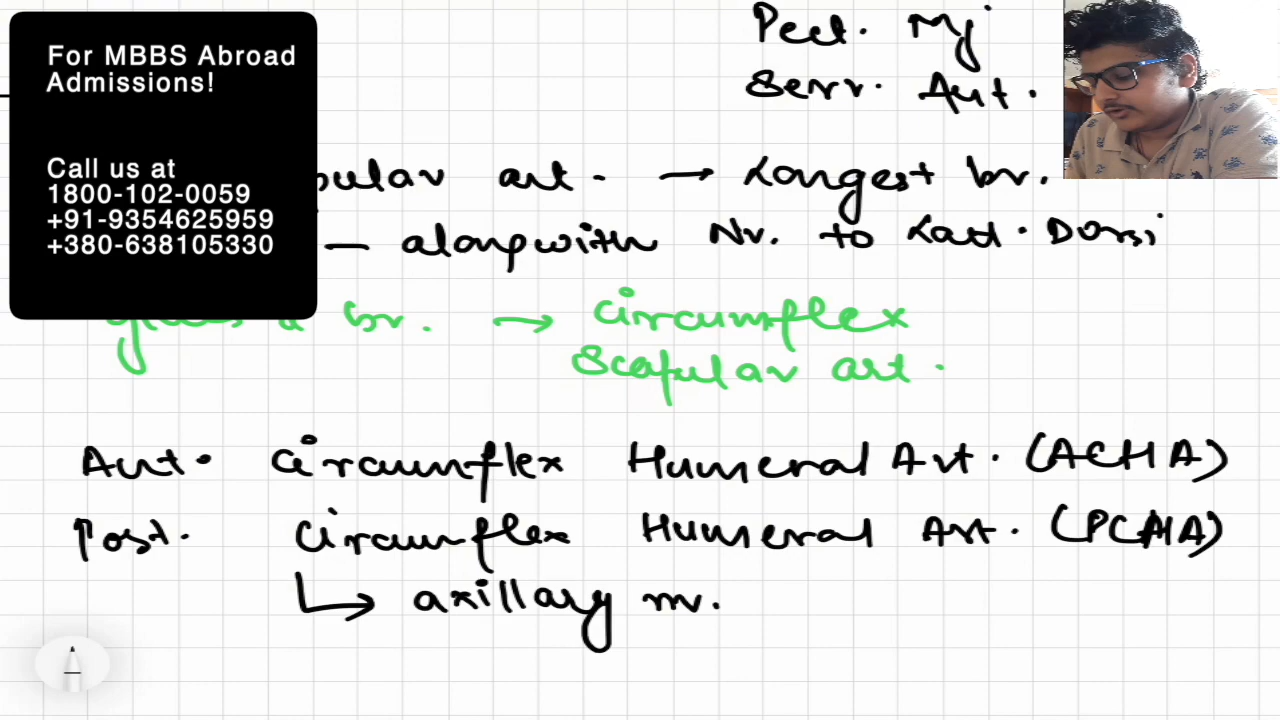 For MBBS Abroad
Admissions!
Call us at
1800-102-0059
+91-9354625959
+380-638105330
Pect. Mj
Serr. Ant.
pular art. → Longest br.
— alongwith Nv. to Latt. Dorsi
br. → circumflex
Scapular art.
Ant. Circumflex Humeral Art. (ACHA)
Post. Circumflex Humeral Art. (PCHA)
↳ axillary nv.